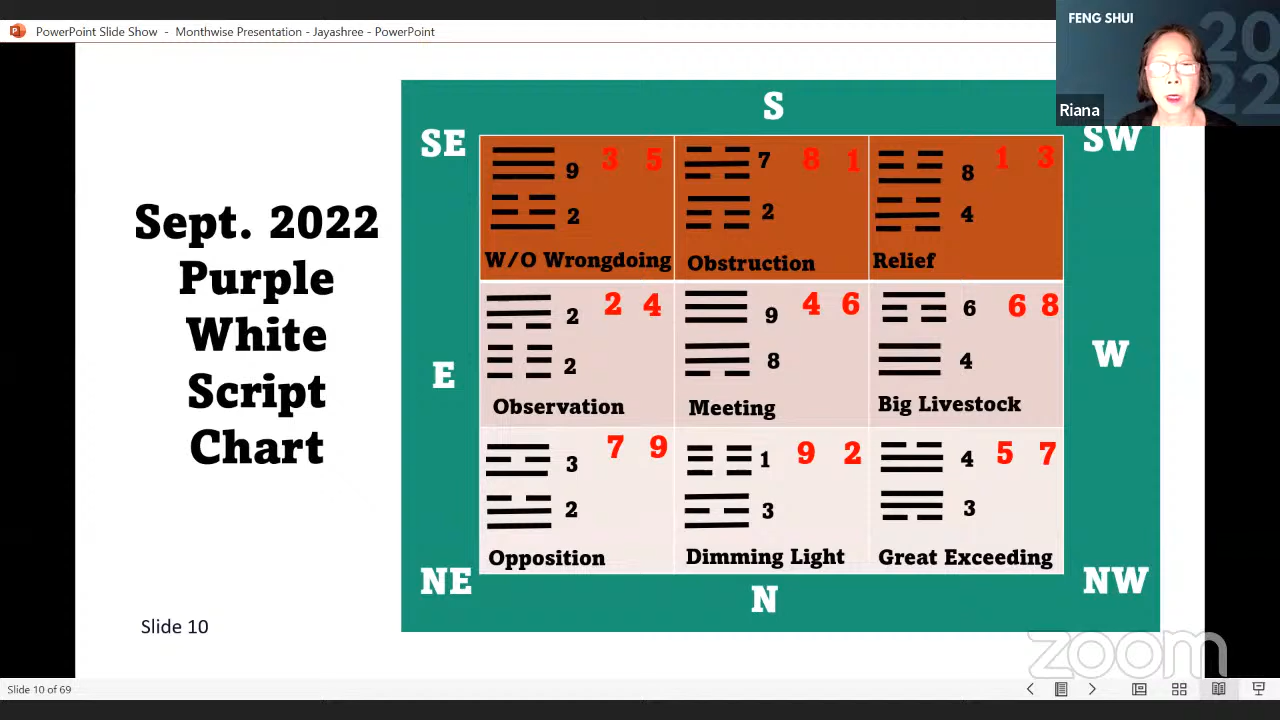 PowerPoint Slide Show - Monthwise Presentation - Jayashree - PowerPoint
FENG SHUI
2022
Riana
Sept. 2022
Purple
White
Script
Chart
S
SE
SW
9 3 5
2
W/O Wrongdoing
7 8 1
2
Obstruction
8 1 3
4
Relief
E
2 2 4
2
Observation
9 4 6
8
Meeting
6 6 8
4
Big Livestock
W
3 7 9
2
Opposition
1 9 2
3
Dimming Light
4 5 7
3
Great Exceeding
NE
N
NW
Slide 10
zoom
Slide 10 of 69